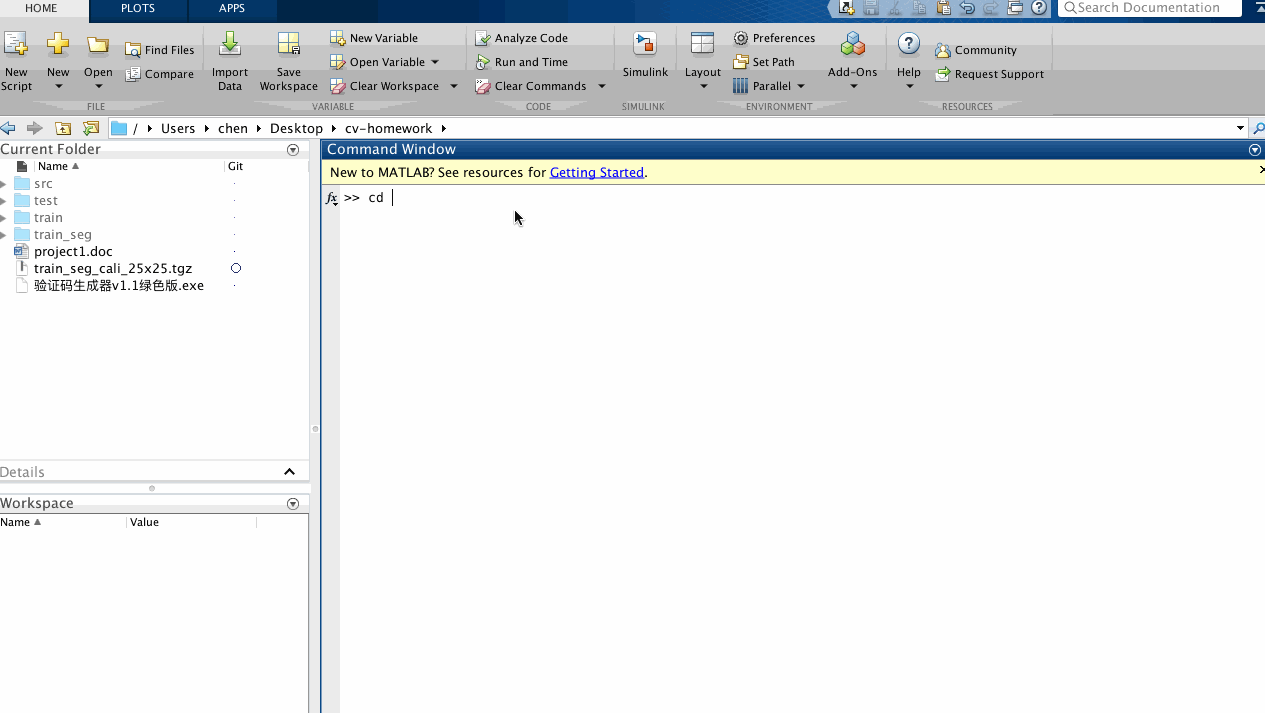 HOME PLOTS APPS Search Documentation
New Script New Open Find Files Compare Import Data Save Workspace New Variable Open Variable Clear Workspace Analyze Code Run and Time Clear Commands Simulink Layout Preferences Set Path Parallel Add-Ons Help Community Request Support
FILE VARIABLE CODE SIMULINK ENVIRONMENT RESOURCES
/ Users chen Desktop cv-homework
Current Folder
Name Git
src
test
train
train_seg
project1.doc
train_seg_cali_25x25.tgz
验证码生成器v1.1绿色版.exe
Details
Workspace
Name Value
Command Window
New to MATLAB? See resources for Getting Started.
fx >> cd